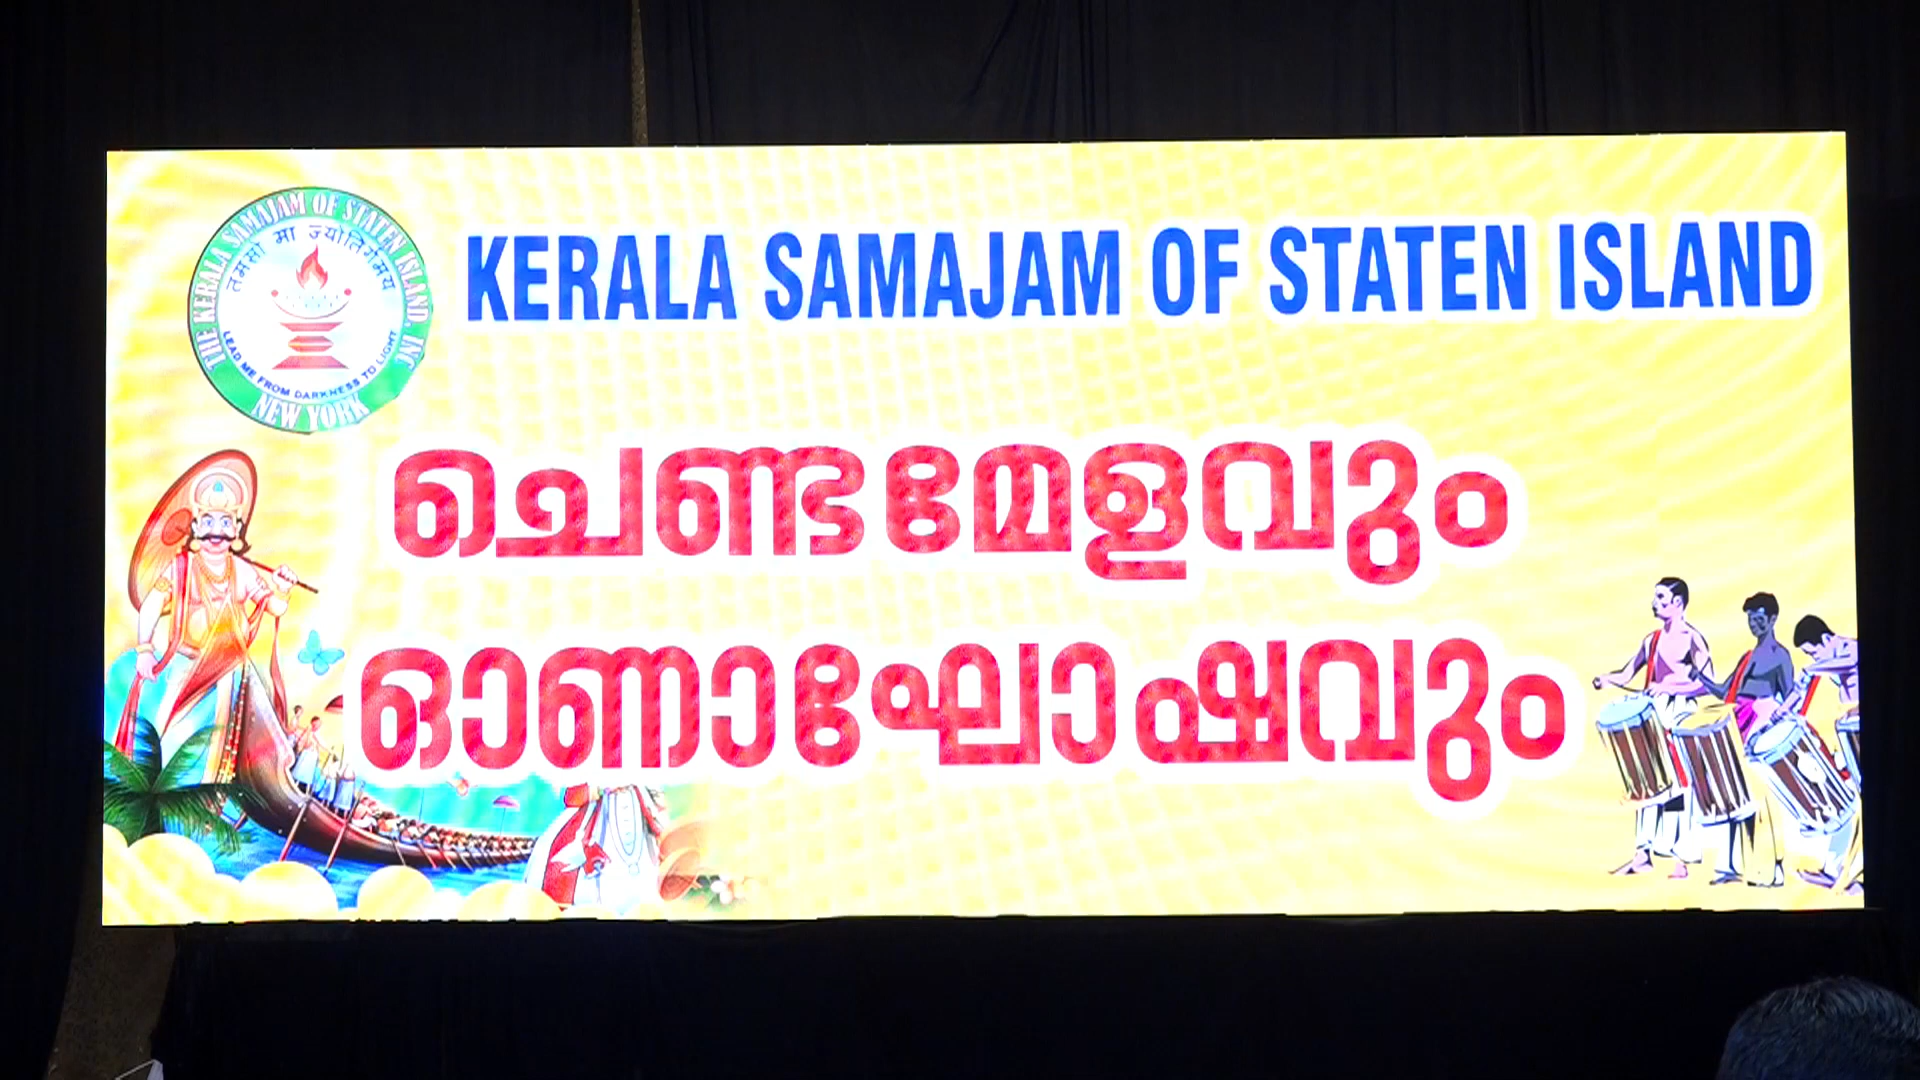 THE KERALA SAMAJAM OF STATEN ISLAND, INC
तमसो मा ज्योतिर्गमय
LEAD ME FROM DARKNESS TO LIGHT
NEW YORK
KERALA SAMAJAM OF STATEN ISLAND
ചെണ്ടമേളവും
ഓണാഘോഷവും